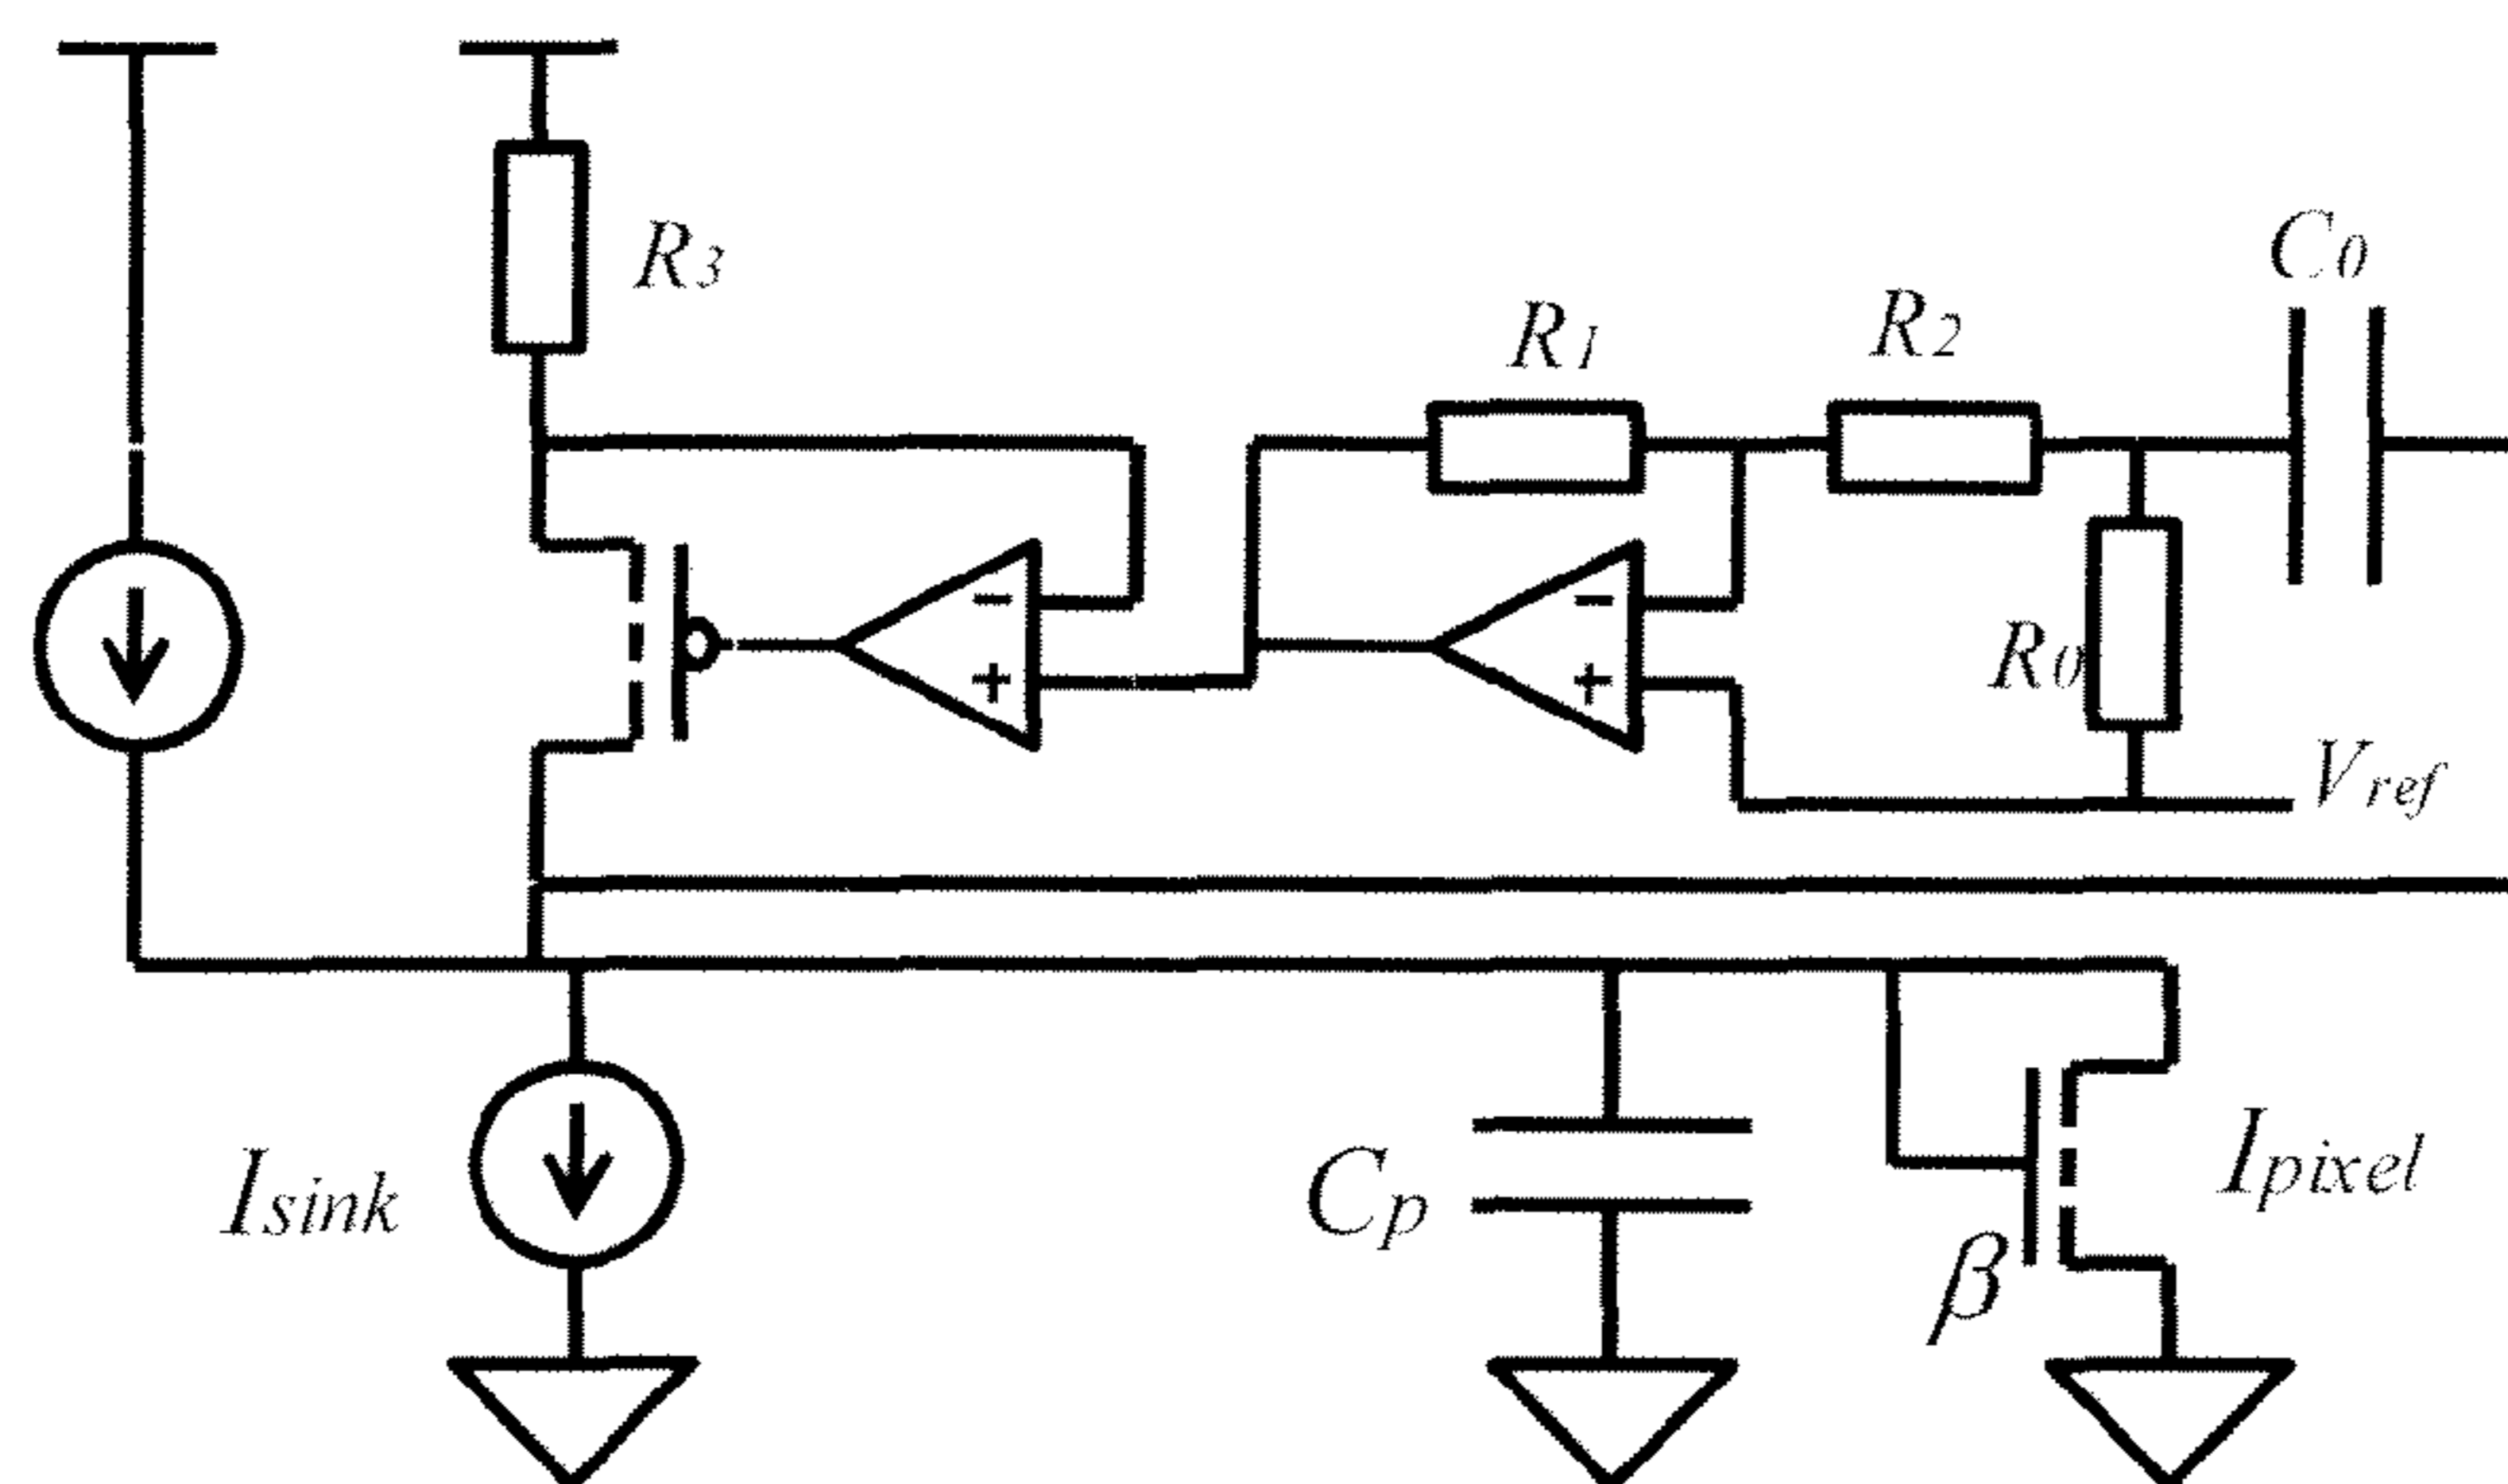 C0
R3
R1
R2
-
-
R0
+
+
Vref
Isink
Cp
Ipixel
β